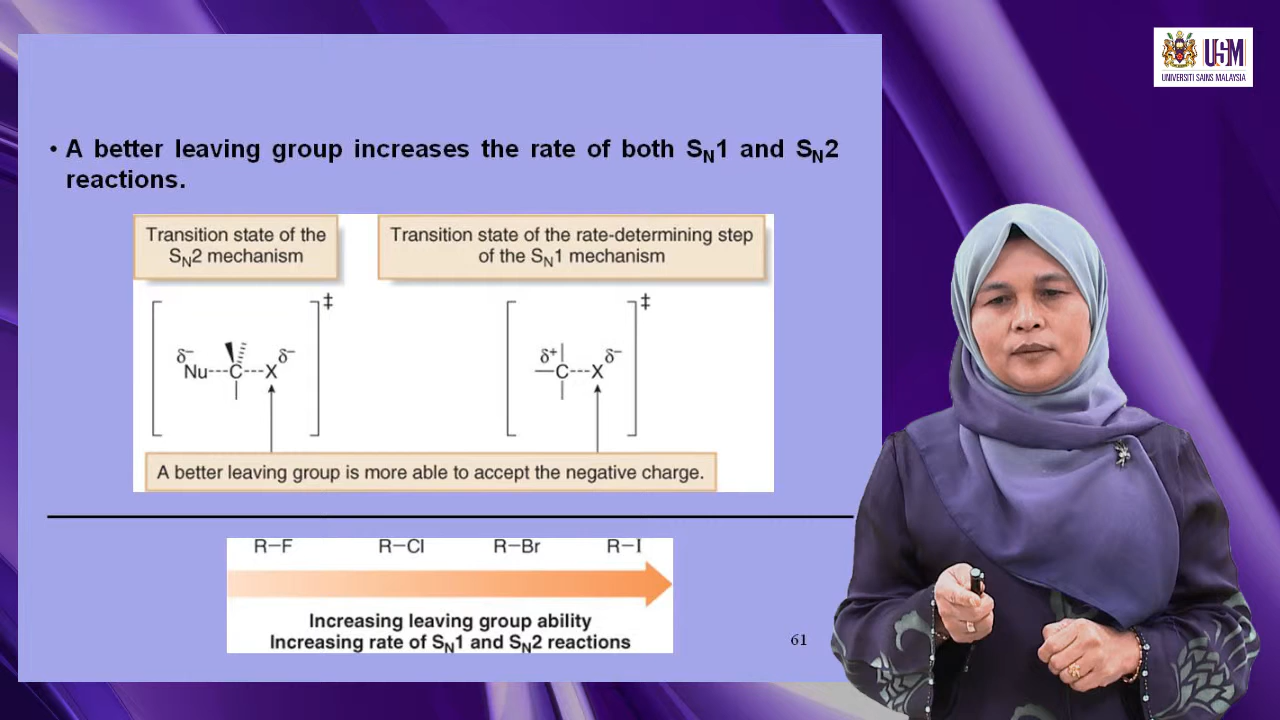 USM
UNIVERSITI SAINS MALAYSIA
• A better leaving group increases the rate of both SN1 and SN2
reactions.
Transition state of the
SN2 mechanism
Transition state of the rate-determining step
of the SN1 mechanism
‡
‡
δ− Nu---C---X δ−
δ+ —C---X δ−
A better leaving group is more able to accept the negative charge.
R–F R–Cl R–Br R–I
Increasing leaving group ability
Increasing rate of SN1 and SN2 reactions
61